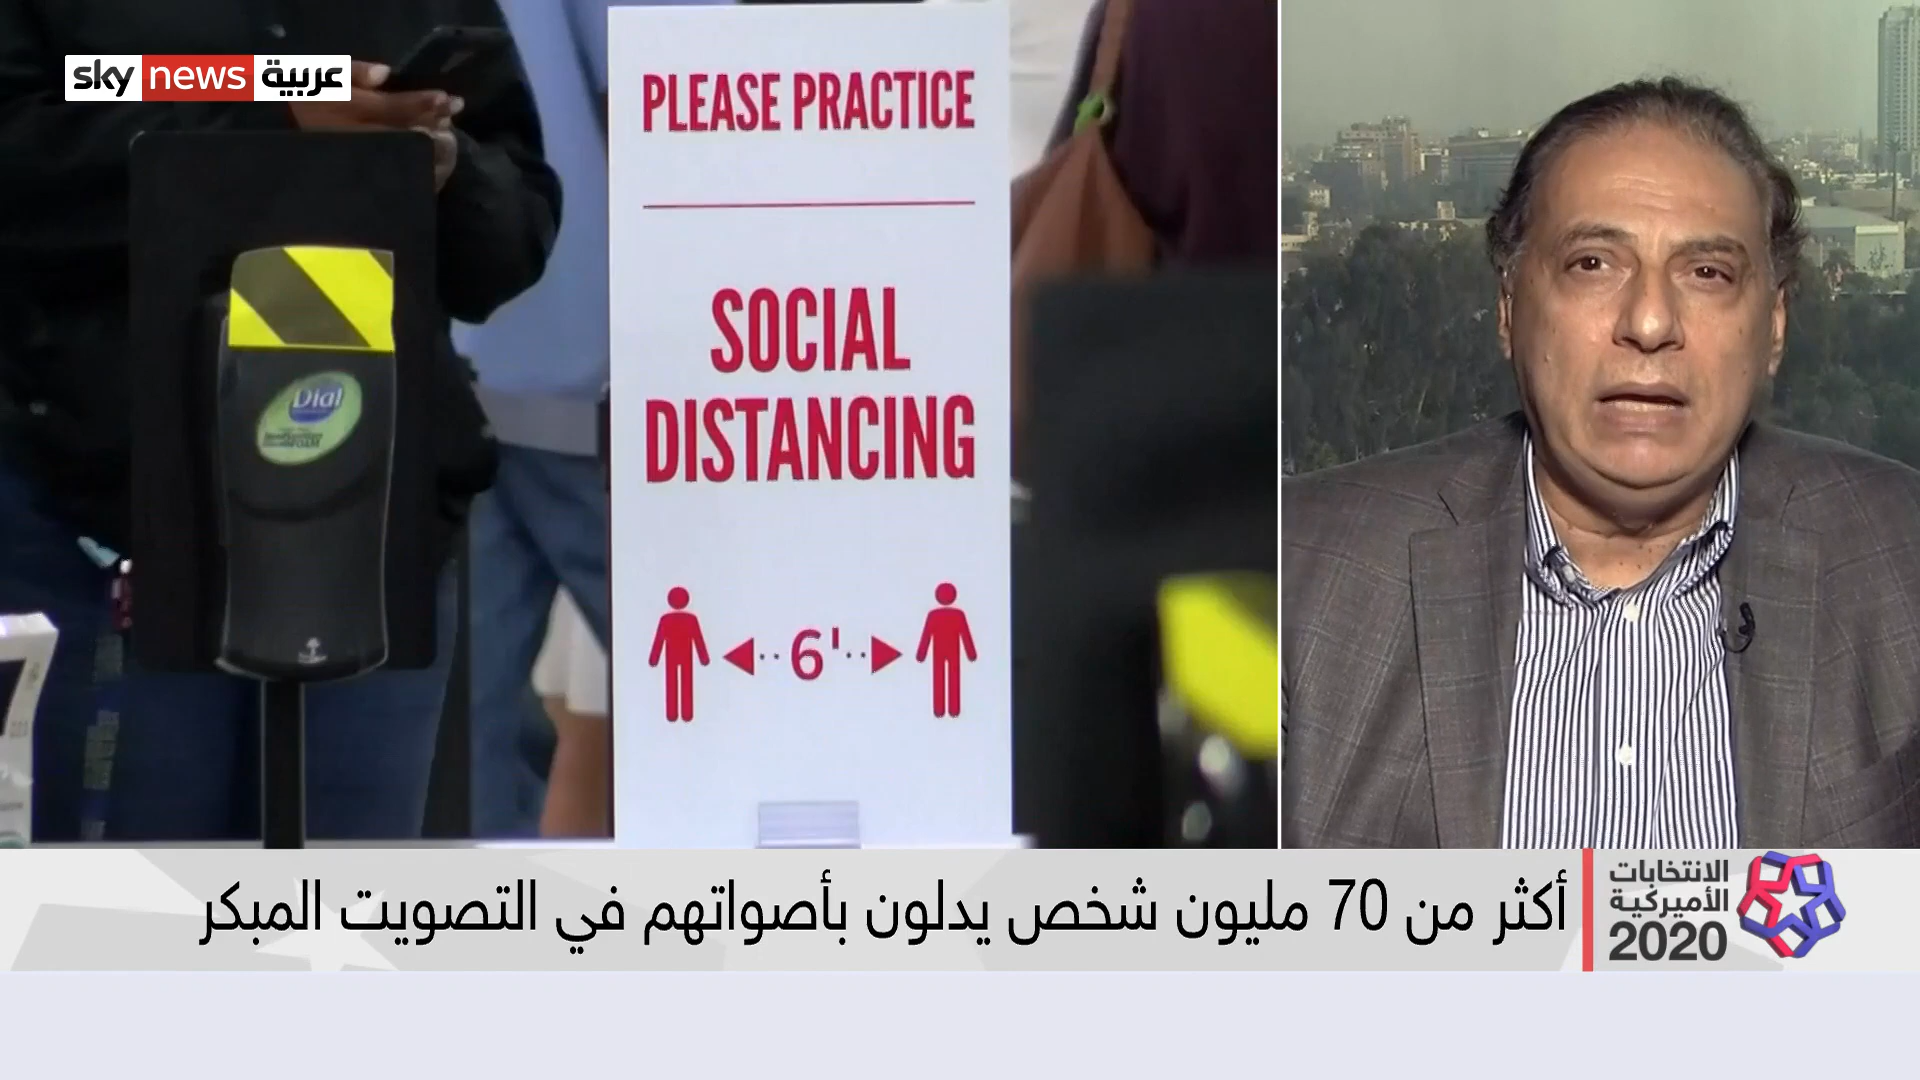 sky news عربية
PLEASE PRACTICE
SOCIAL
DISTANCING
6'
Dial
أكثر من 70 مليون شخص يدلون بأصواتهم في التصويت المبكر
الانتخابات
الأميركية
2020